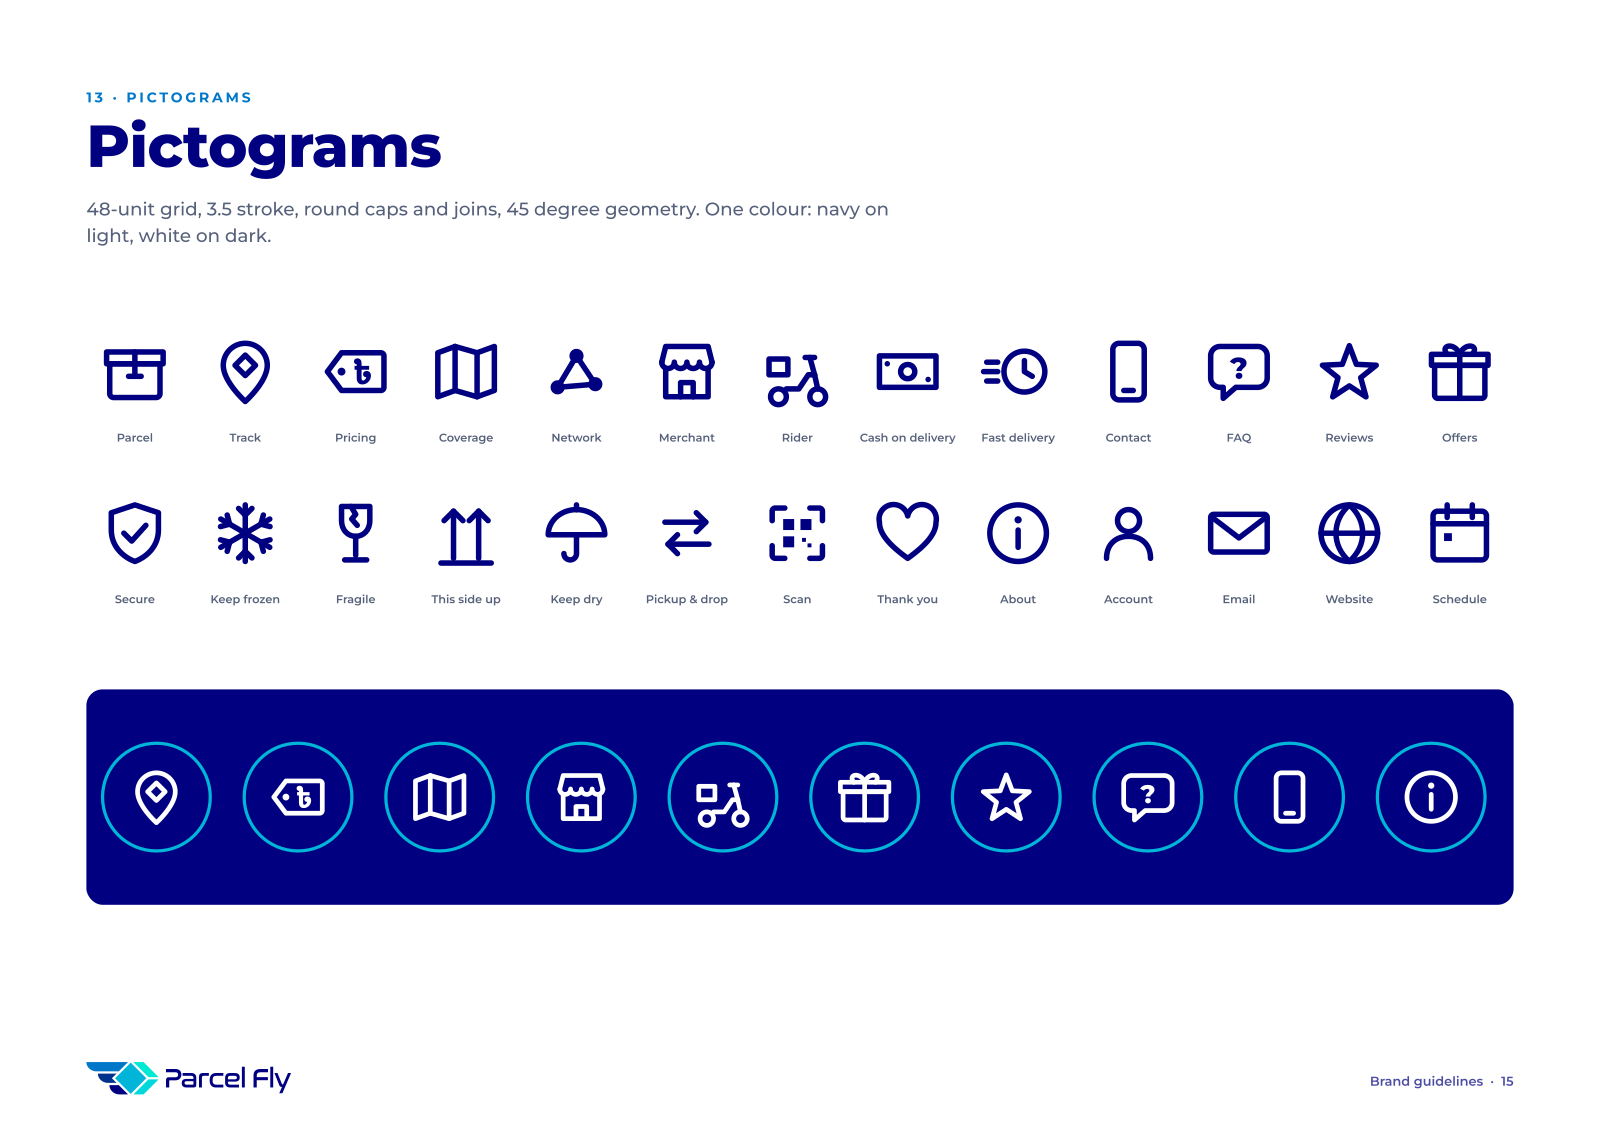 13 · PICTOGRAMS
Pictograms
48-unit grid, 3.5 stroke, round caps and joins, 45 degree geometry. One colour: navy on
light, white on dark.
৳
?
Parcel Track Pricing Coverage Network Merchant Rider Cash on delivery Fast delivery Contact FAQ Reviews Offers
Secure Keep frozen Fragile This side up Keep dry Pickup & drop Scan Thank you About Account Email Website Schedule
৳
?
Parcel Fly
Brand guidelines · 15